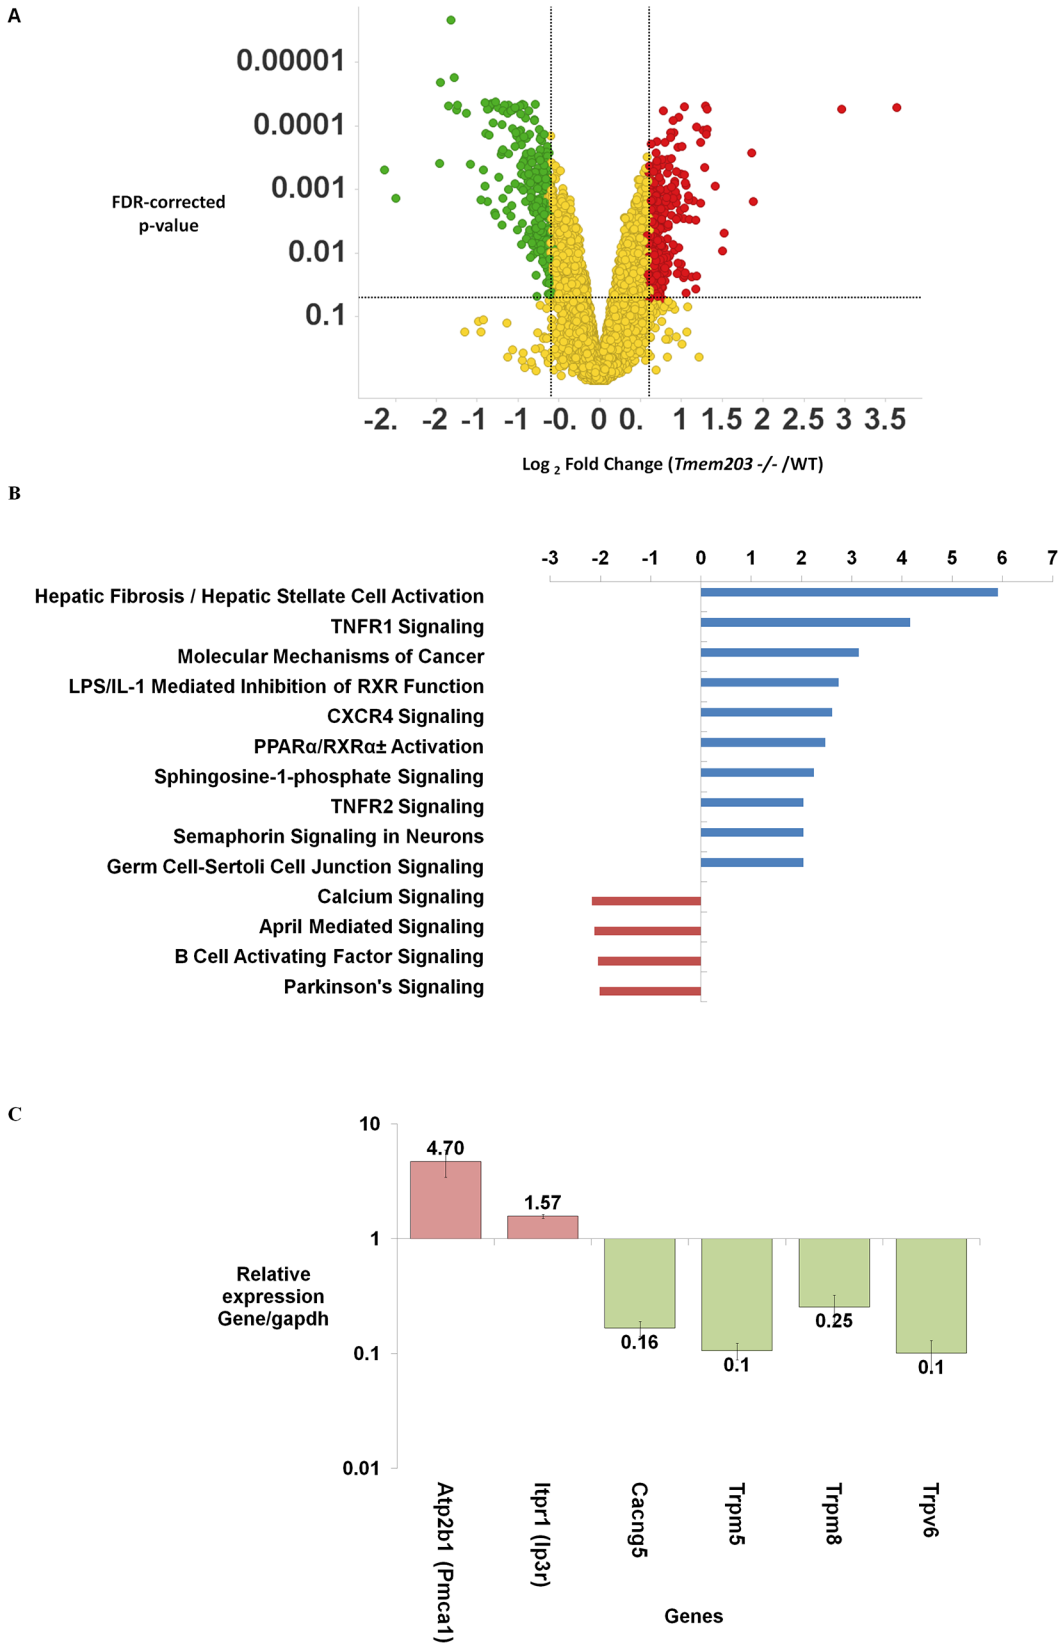 A
0.00001
0.0001
0.001
0.01
0.1
FDR-corrected
p-value
-2. -2 -1 -1 -0. 0 0. 1 1.5 2 2.5 3 3.5
Log 2 Fold Change (Tmem203 -/- /WT)
B
-3 -2 -1 0 1 2 3 4 5 6 7
Hepatic Fibrosis / Hepatic Stellate Cell Activation
TNFR1 Signaling
Molecular Mechanisms of Cancer
LPS/IL-1 Mediated Inhibition of RXR Function
CXCR4 Signaling
PPARα/RXRα± Activation
Sphingosine-1-phosphate Signaling
TNFR2 Signaling
Semaphorin Signaling in Neurons
Germ Cell-Sertoli Cell Junction Signaling
Calcium Signaling
April Mediated Signaling
B Cell Activating Factor Signaling
Parkinson's Signaling
C
10
1
0.1
0.01
Relative
expression
Gene/gapdh
4.70
1.57
0.16
0.1
0.25
0.1
Atp2b1 (Pmca1)
Itpr1 (Ip3r)
Cacng5
Trpm5
Trpm8
Trpv6
Genes